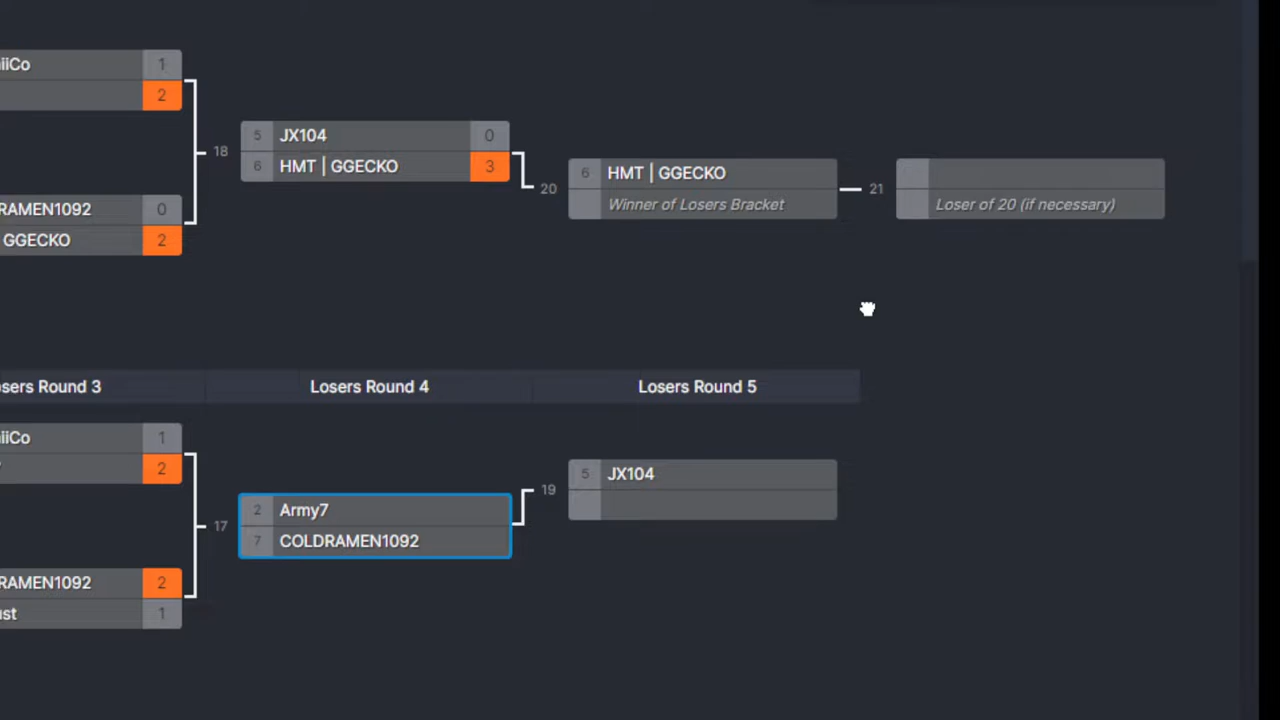 iiCo 1
2
RAMEN1092 0
GGECKO 2
18
5 JX104 0
6 HMT | GGECKO 3
20
6 HMT | GGECKO
Winner of Losers Bracket
21
Loser of 20 (if necessary)
sers Round 3
Losers Round 4
Losers Round 5
iiCo 1
2
RAMEN1092 2
ust 1
17
2 Army7
7 COLDRAMEN1092
19
5 JX104